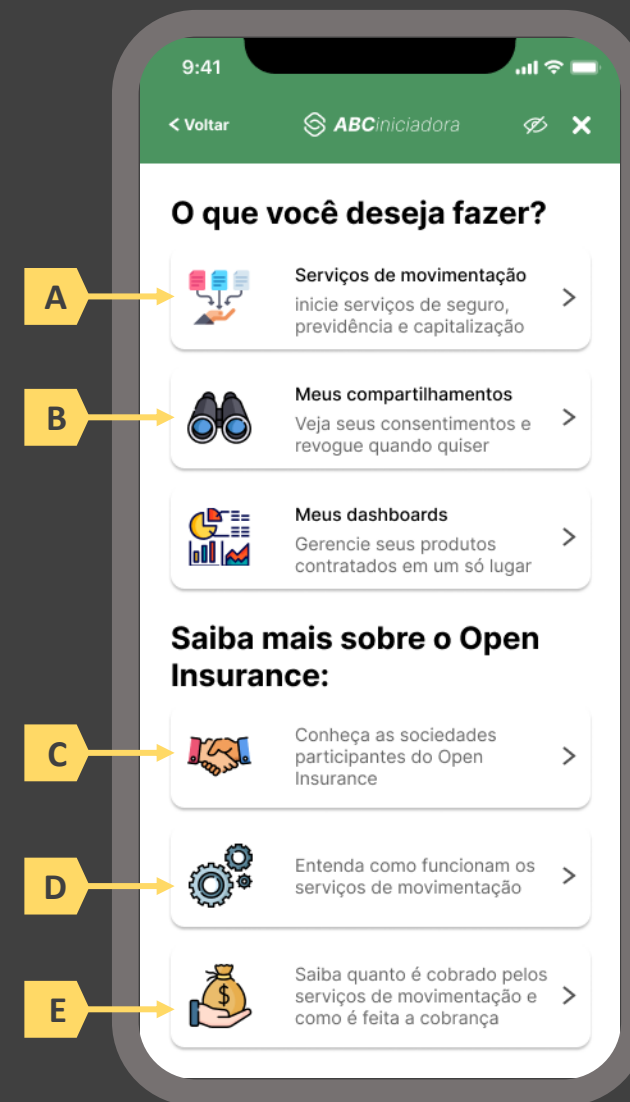 9:41
< Voltar
ABCiniciadora
O que você deseja fazer?
A
Serviços de movimentação
inicie serviços de seguro,
previdência e capitalização
B
Meus compartilhamentos
Veja seus consentimentos e
revogue quando quiser
Meus dashboards
Gerencie seus produtos
contratados em um só lugar
Saiba mais sobre o Open
Insurance:
C
Conheça as sociedades
participantes do Open
Insurance
D
Entenda como funcionam os
serviços de movimentação
E
$
Saiba quanto é cobrado pelos
serviços de movimentação e
como é feita a cobrança